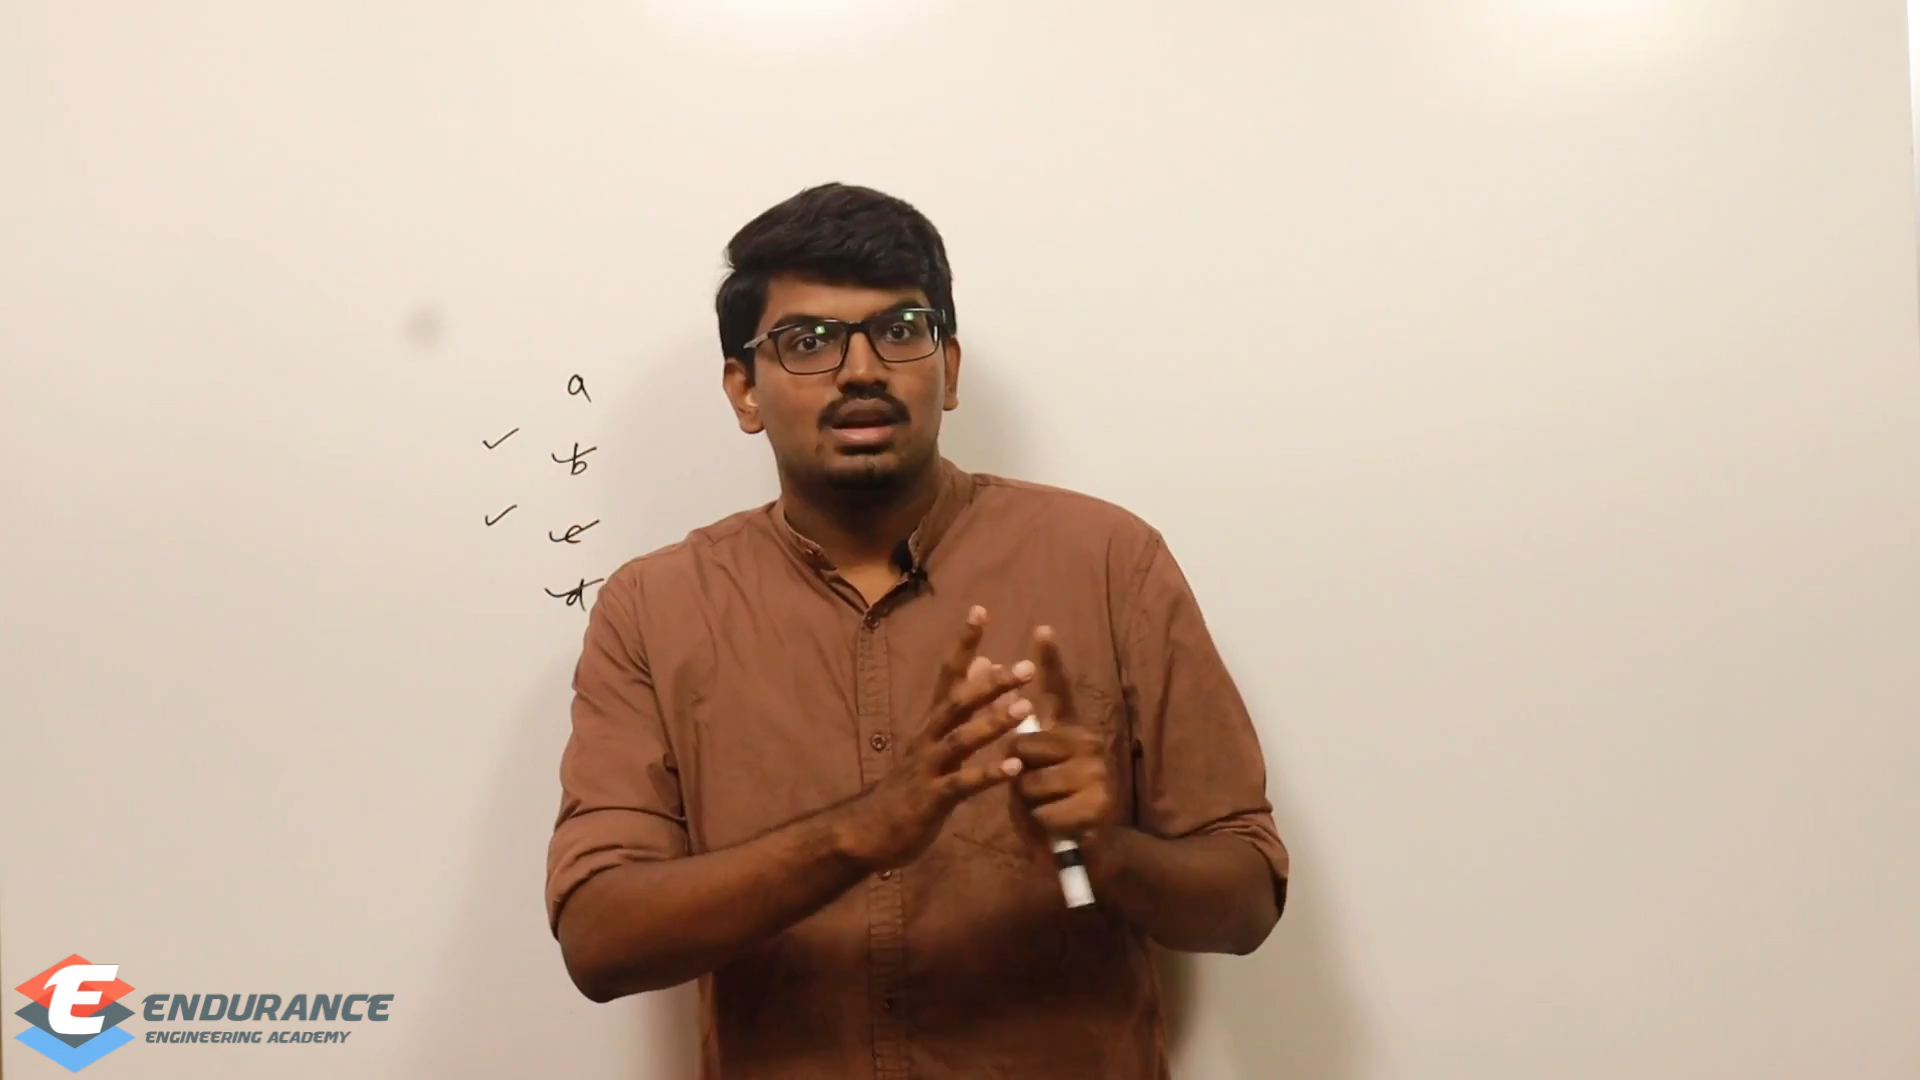 a
✓ b
✓ c
d
ENDURANCE
ENGINEERING ACADEMY